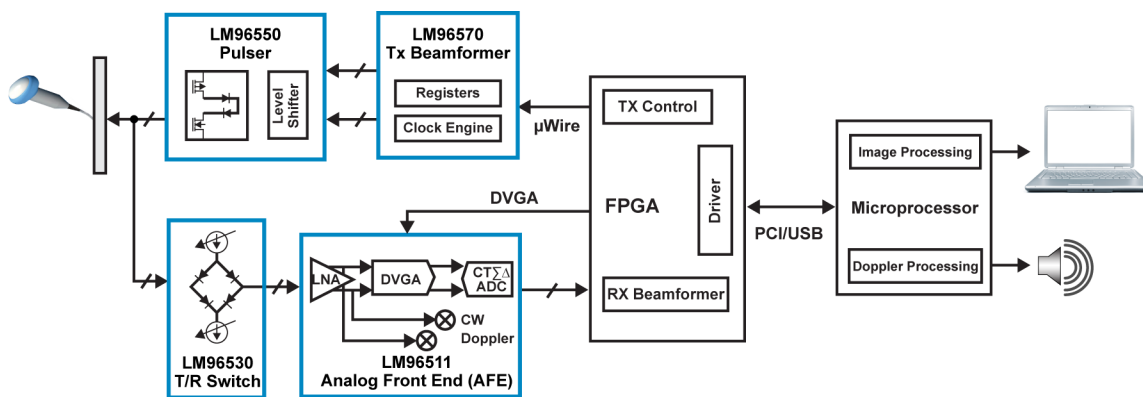 LM96550
Pulser
Level
Shifter
LM96570
Tx Beamformer
Registers
Clock Engine
µWire
DVGA
TX Control
FPGA
Driver
RX Beamformer
PCI/USB
Image Processing
Microprocessor
Doppler Processing
LM96530
T/R Switch
LNA
DVGA
CT∑∆
ADC
CW
Doppler
LM96511
Analog Front End (AFE)